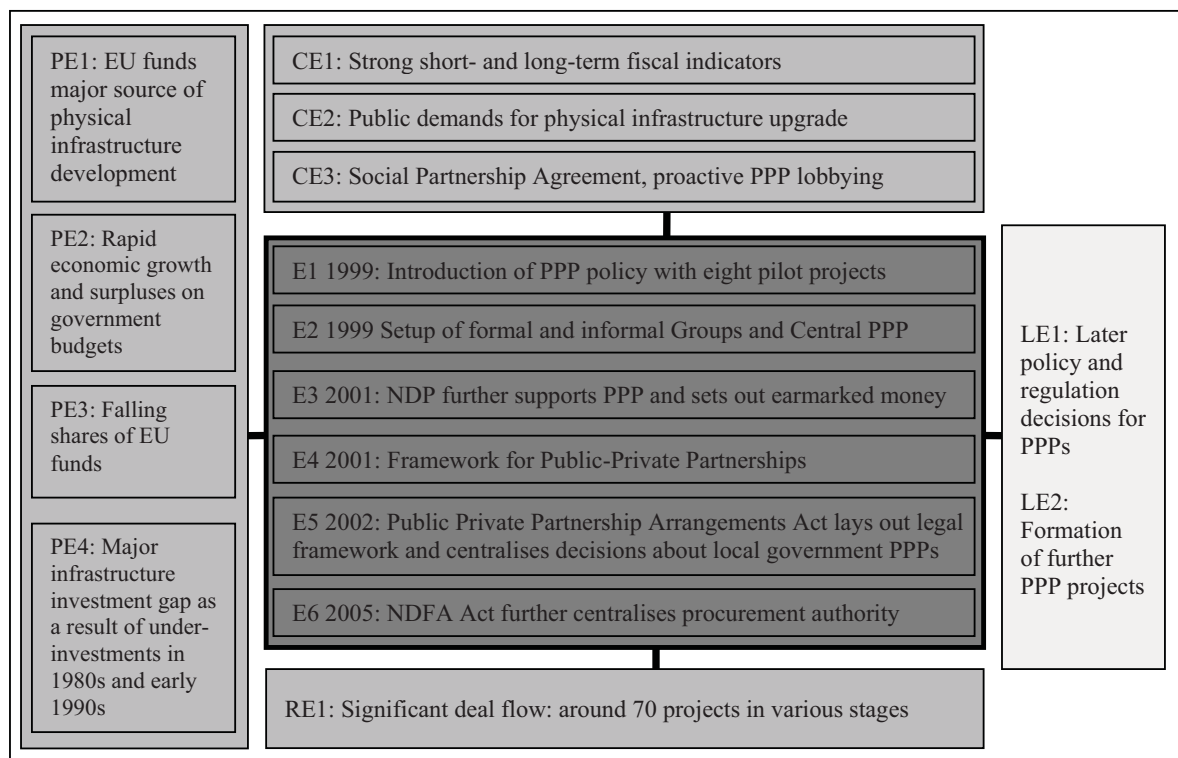 PE1: EU funds
major source of
physical
infrastructure
development
PE2: Rapid
economic growth
and surpluses on
government
budgets
PE3: Falling
shares of EU
funds
PE4: Major
infrastructure
investment gap as
a result of under-
investments in
1980s and early
1990s
CE1: Strong short- and long-term fiscal indicators
CE2: Public demands for physical infrastructure upgrade
CE3: Social Partnership Agreement, proactive PPP lobbying
E1 1999: Introduction of PPP policy with eight pilot projects
E2 1999 Setup of formal and informal Groups and Central PPP
E3 2001: NDP further supports PPP and sets out earmarked money
E4 2001: Framework for Public-Private Partnerships
E5 2002: Public Private Partnership Arrangements Act lays out legal
framework and centralises decisions about local government PPPs
E6 2005: NDFA Act further centralises procurement authority
RE1: Significant deal flow: around 70 projects in various stages
LE1: Later
policy and
regulation
decisions for
PPPs
LE2:
Formation
of further
PPP projects